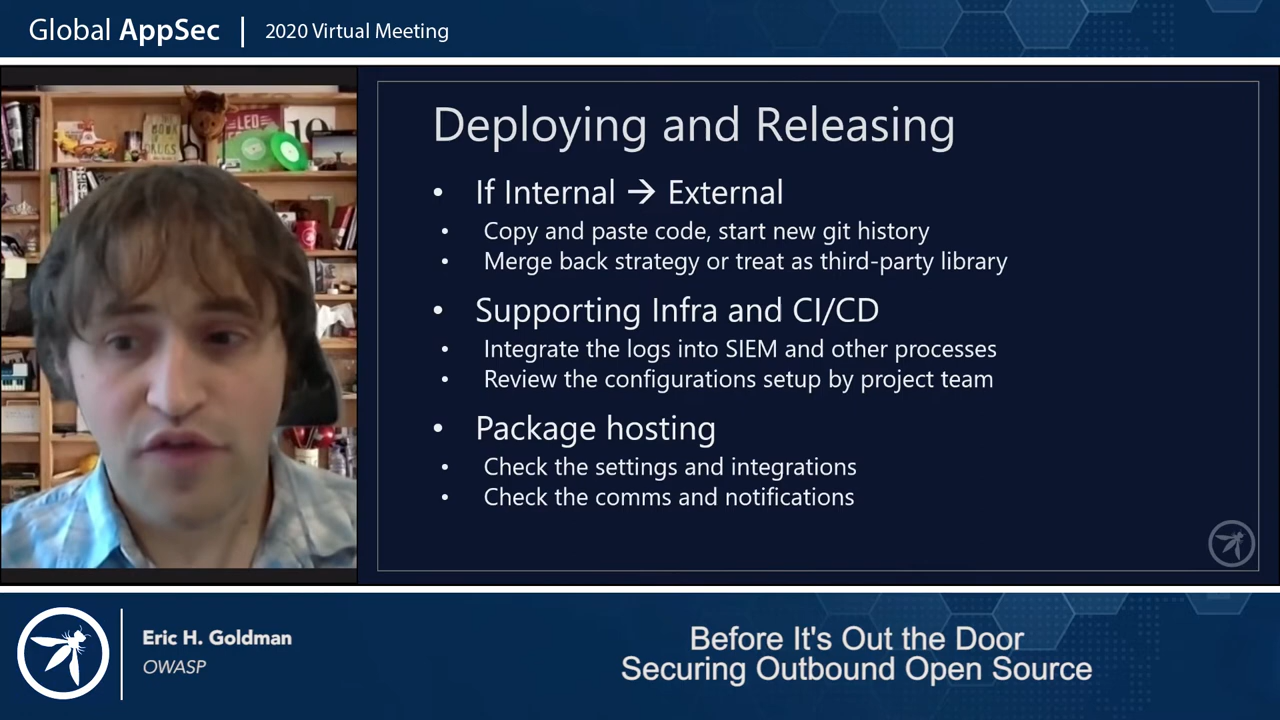 Global AppSec | 2020 Virtual Meeting
LED
Deploying and Releasing
• If Internal → External
• Copy and paste code, start new git history
• Merge back strategy or treat as third-party library
• Supporting Infra and CI/CD
• Integrate the logs into SIEM and other processes
• Review the configurations setup by project team
• Package hosting
• Check the settings and integrations
• Check the comms and notifications
Eric H. Goldman
OWASP
Before It's Out the Door
Securing Outbound Open Source